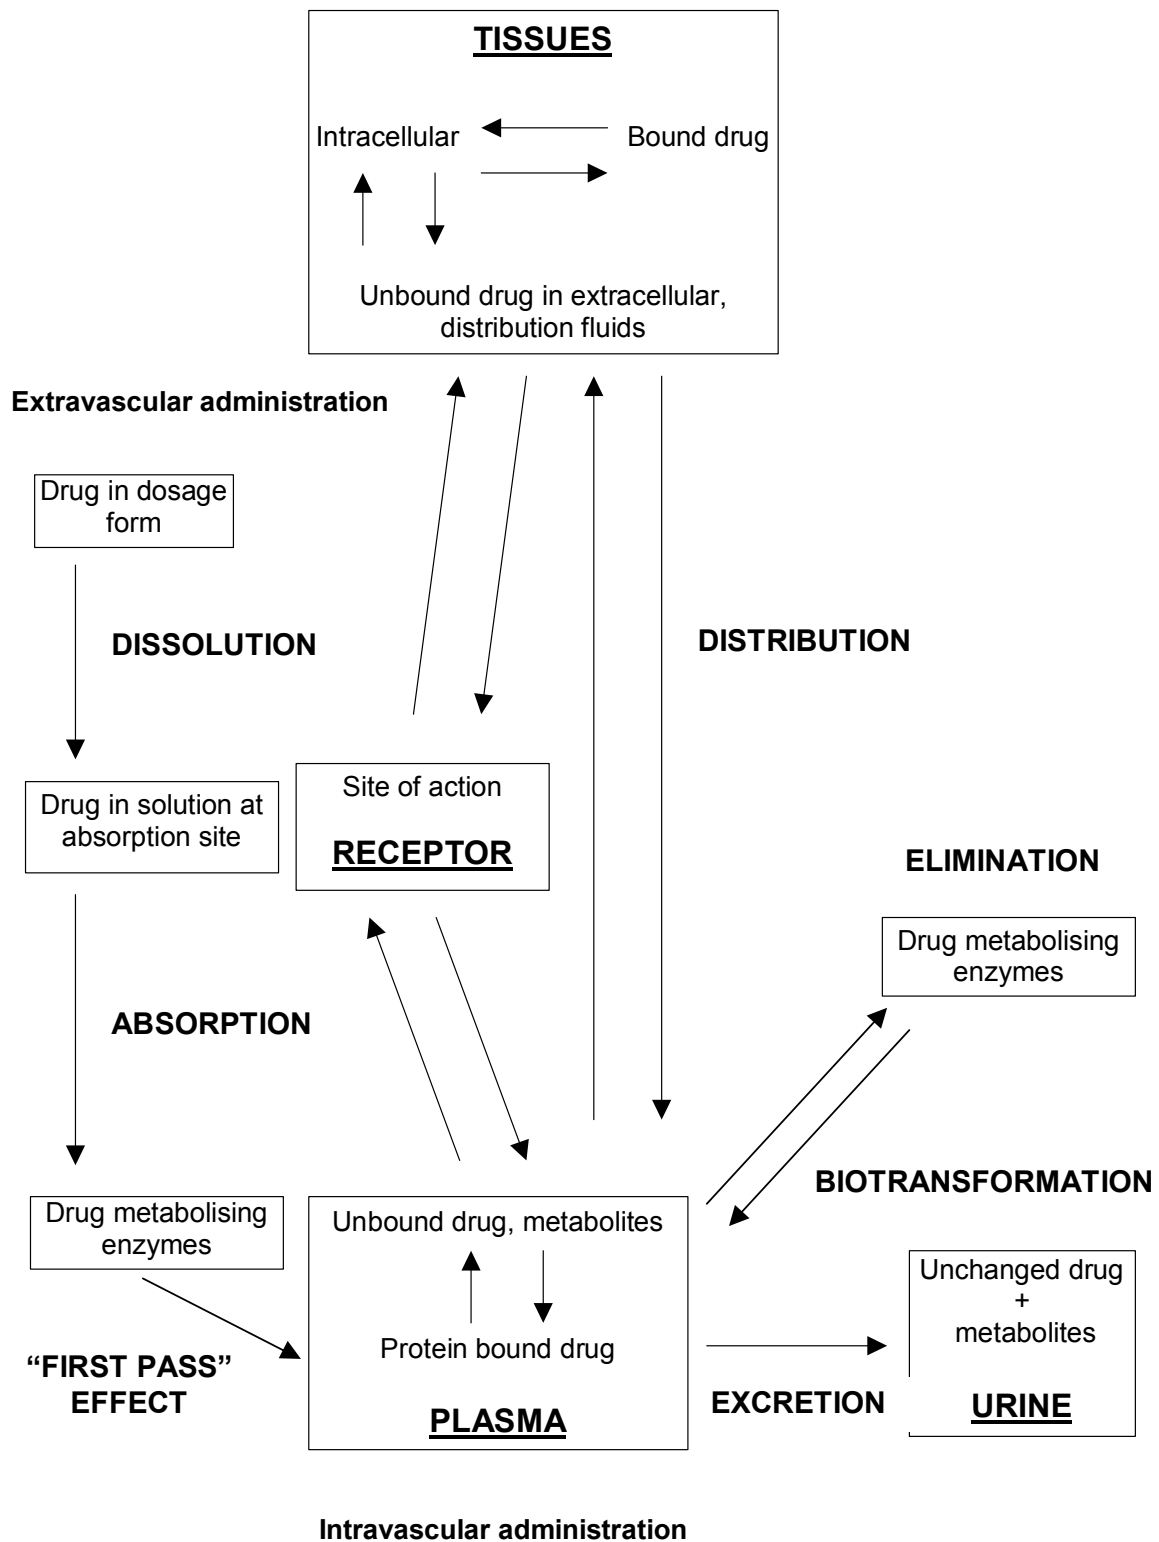 TISSUES
Intracellular
Bound drug
Unbound drug in extracellular,
distribution fluids
Extravascular administration
Drug in dosage
form
DISSOLUTION
DISTRIBUTION
Drug in solution at
absorption site
Site of action
RECEPTOR
ELIMINATION
Drug metabolising
enzymes
ABSORPTION
BIOTRANSFORMATION
Drug metabolising
enzymes
Unbound drug, metabolites
Protein bound drug
PLASMA
“FIRST PASS”
EFFECT
EXCRETION
Unchanged drug
+
metabolites
URINE
Intravascular administration